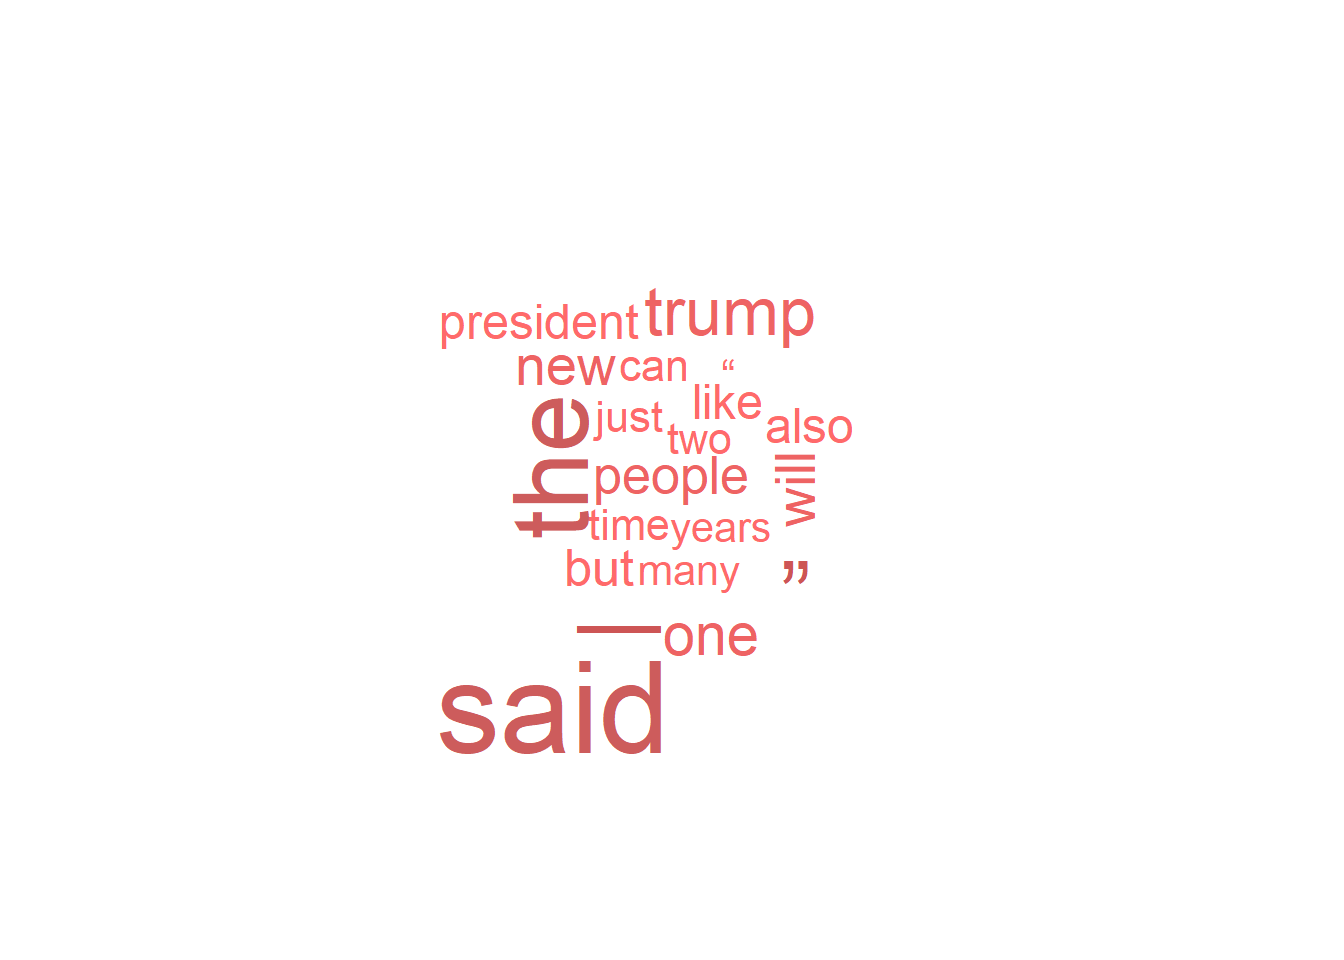 president trump
new can “
like
the just also
two
people will
time years
but many ”
— one
said